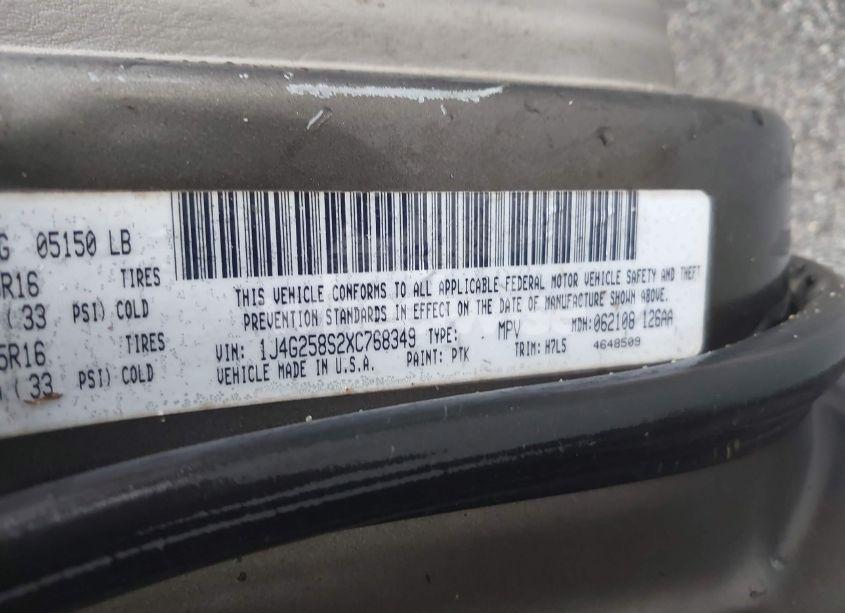 G 05150 LB
R16 TIRES
(33 PSI) COLD
5R16 TIRES
(33 PSI) COLD
THIS VEHICLE CONFORMS TO ALL APPLICABLE FEDERAL MOTOR VEHICLE SAFETY AND THEFT
PREVENTION STANDARDS IN EFFECT ON THE DATE OF MANUFACTURE SHOWN ABOVE.
VIN: 1J4G258S2XC768349 TYPE: MPV MDH: 062108 126AA
VEHICLE MADE IN U.S.A. PAINT: PTK TRIM: H7L5 4648509